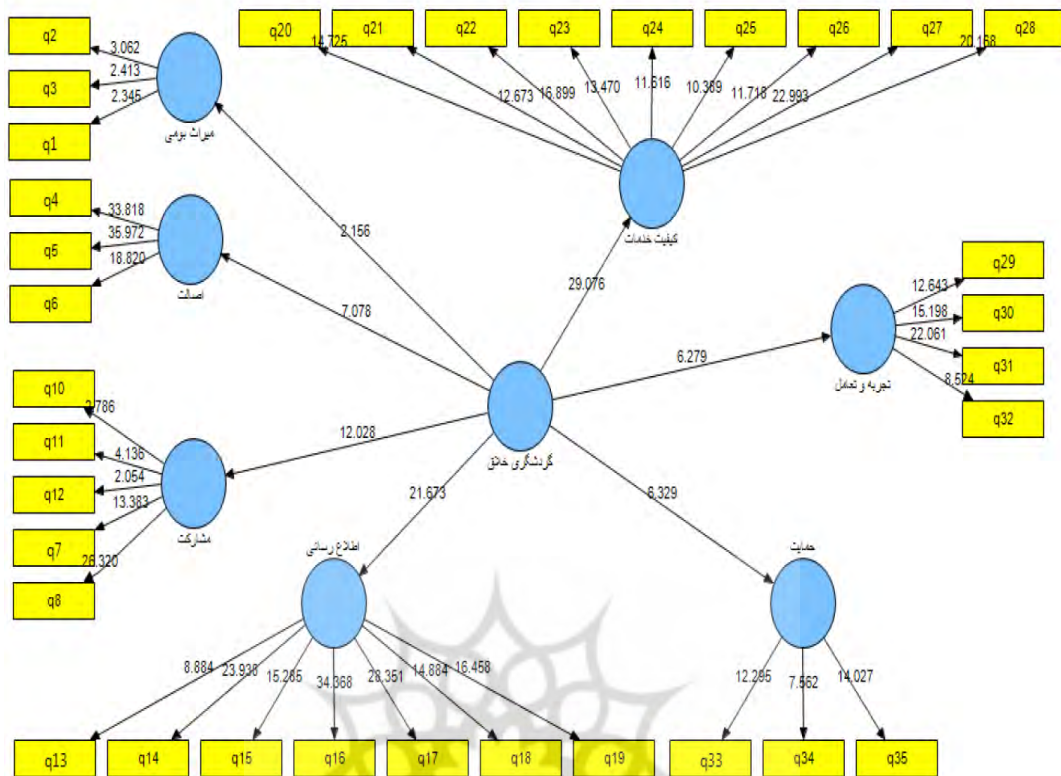 q2
q3
q1
3.062
2.413
2.345
میراث بومی
q20
q21
q22
q23
q24
q25
q26
q27
q28
14.725
12.673
16.899
13.470
11.616
10.389
11.718
22.993
20.168
کیفیت خدمات
q4
q5
q6
33.818
35.972
18.820
اصالت
2.156
7.078
29.076
q29
q30
q31
q32
12.643
15.198
22.061
8.524
تجربه و تعامل
6.279
گردشگری خلاق
q10
q11
q12
q7
q8
4.136
2.054
13.383
26.320
مشارکت
12.028
21.673
6.329
اطلاع رسانی
حمایت
8.884
23.938
15.265
34.368
28.351
14.884
16.458
12.295
7.562
14.027
q13
q14
q15
q16
q17
q18
q19
q33
q34
q35